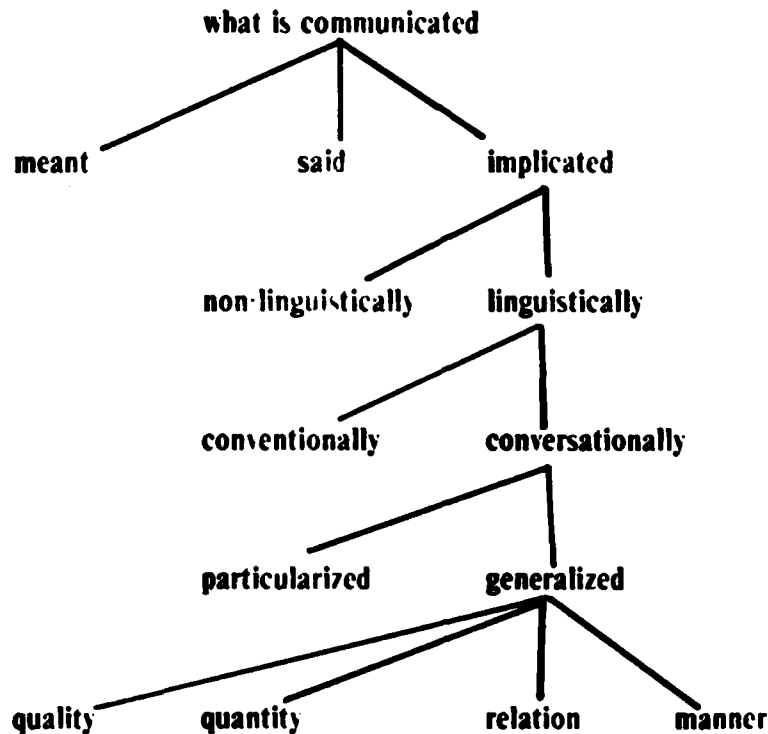 what is communicated
meant said implicated
non-linguistically linguistically
conventionally conversationally
particularized generalized
quality quantity relation manner